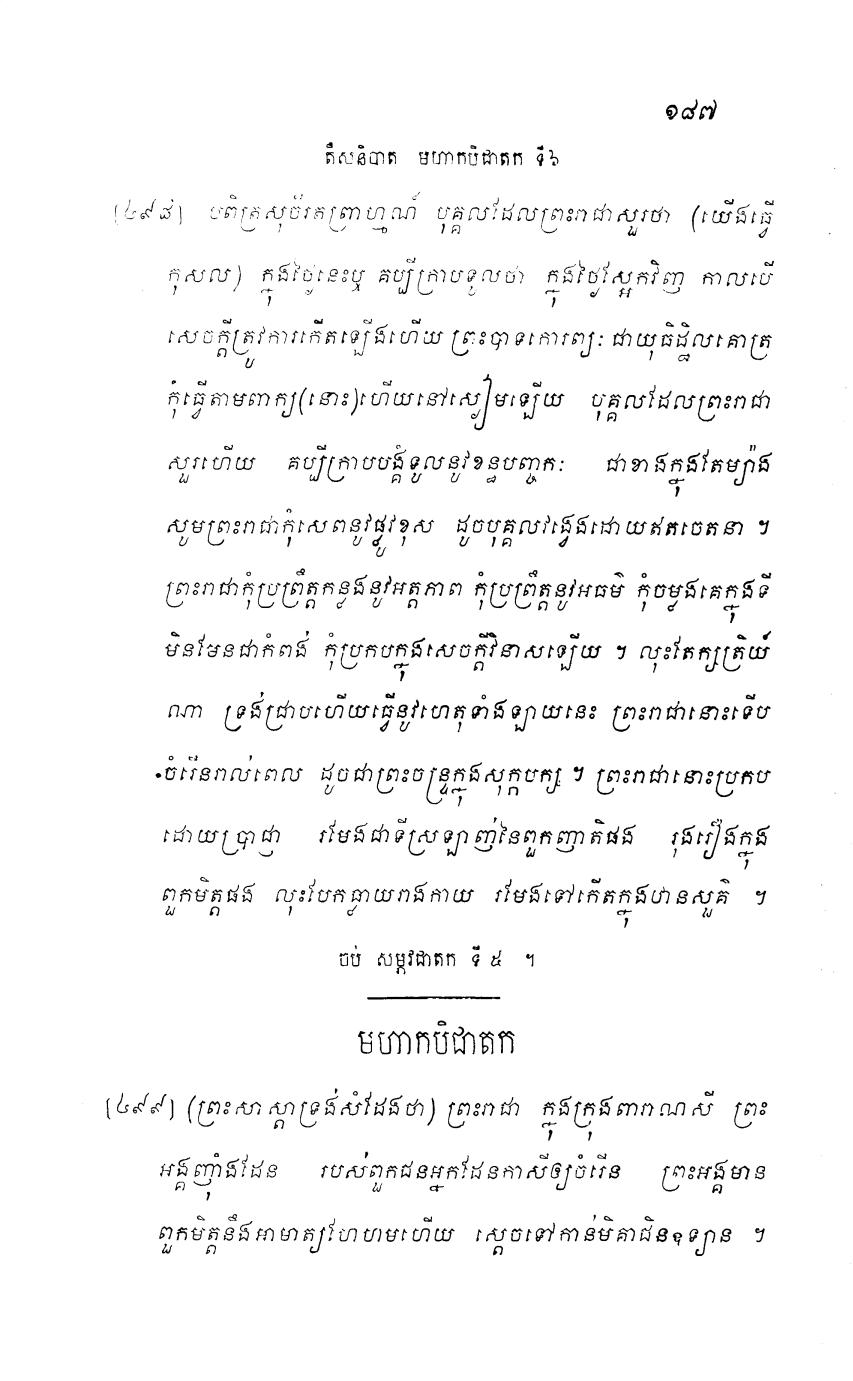 ១៨៧
តឹសនិបាត មហាកបិជាតក ទី៦
[៤៩៨] បពិត្រសុចីរតព្រាហ្មណ៍ បុគ្គលដែលព្រះរាជាសួរថា (យើងធ្វើ
កុសល) ក្នុងថ្ងៃនេះឬ គប្បីក្រាបទូលថា ក្នុងថ្ងៃស្អែកវិញ កាលបើ
សេចក្តីត្រូវការកើតឡើងហើយ ព្រះបាទកោរព្យៈ ជាយុធិដ្ឋិលគោត្រ
កុំធ្វើតាមពាក្យ(នោះ)ហើយនៅស្ងៀមឡើយ បុគ្គលដែលព្រះរាជា
សួរហើយ គប្បីក្រាបបង្គំទូលនូវខន្ធបញ្ចកៈ ជាខាងក្នុងតែម្យ៉ាង
សូមព្រះរាជាកុំសេពនូវផ្លូវខុស ដូចបុគ្គលវង្វេងដោយឥតចេតនា ។
ព្រះរាជាកុំប្រព្រឹត្តកន្លងនូវអត្តភាព កុំប្រព្រឹត្តនូវអធម៌ កុំចម្លងគេក្នុងទី
មិនមែនជាកំពង់ កុំប្រកបក្នុងសេចក្តីវិនាសឡើយ ។ លុះតែក្សត្រិយ៍
ណា ទ្រង់ជ្រាបហើយធ្វើនូវហេតុទាំងឡាយនេះ ព្រះរាជានោះទើប
ចំរើនរាល់ពេល ដូចជាព្រះចន្ទ្រក្នុងសុក្កបក្ស ។ ព្រះរាជានោះប្រកប
ដោយប្រាជ្ញា រមែងជាទីស្រឡាញ់នៃពួកញាតិផង រុងរឿងក្នុង
ពួកមិត្តផង លុះបែកធ្លាយរាងកាយ រមែងទៅកើតក្នុងឋានសួគ៌ ។
ចប់ សម្ភវជាតក ទី ៥ ។
មហាកបិជាតក
[៤៩៩] (ព្រះសាស្តាទ្រង់សំដែងថា) ព្រះរាជា ក្នុងក្រុងពារាណសី ព្រះ
អង្គញ៉ាំងដែន របស់ពួកជនអ្នកដែនកាសីឲ្យចំរើន ព្រះអង្គមាន
ពួកមិត្តនឹងអាមាត្យហែហមហើយ ស្តេចទៅកាន់មិគាជិនឧទ្យាន ។